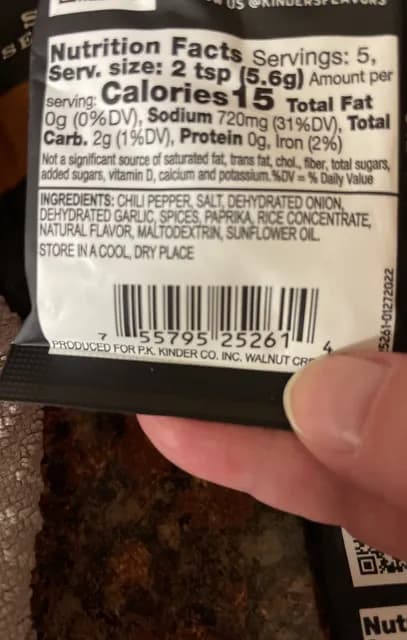 US @KINDERSFLAVORS
S
SE
Nutrition Facts Servings: 5,
Serv. size: 2 tsp (5.6g) Amount per
serving: Calories 15 Total Fat
0g (0%DV), Sodium 720mg (31%DV), Total
Carb. 2g (1%DV), Protein 0g, Iron (2%)
Not a significant source of saturated fat, trans fat, chol., fiber, total sugars,
added sugars, vitamin D, calcium and potassium. %DV = % Daily Value
INGREDIENTS: CHILI PEPPER, SALT, DEHYDRATED ONION,
DEHYDRATED GARLIC, SPICES, PAPRIKA, RICE CONCENTRATE,
NATURAL FLAVOR, MALTODEXTRIN, SUNFLOWER OIL.
STORE IN A COOL, DRY PLACE
7 55795 25261 4
PRODUCED FOR P.K. KINDER CO. INC. WALNUT CRE
5261-01272022
Nut